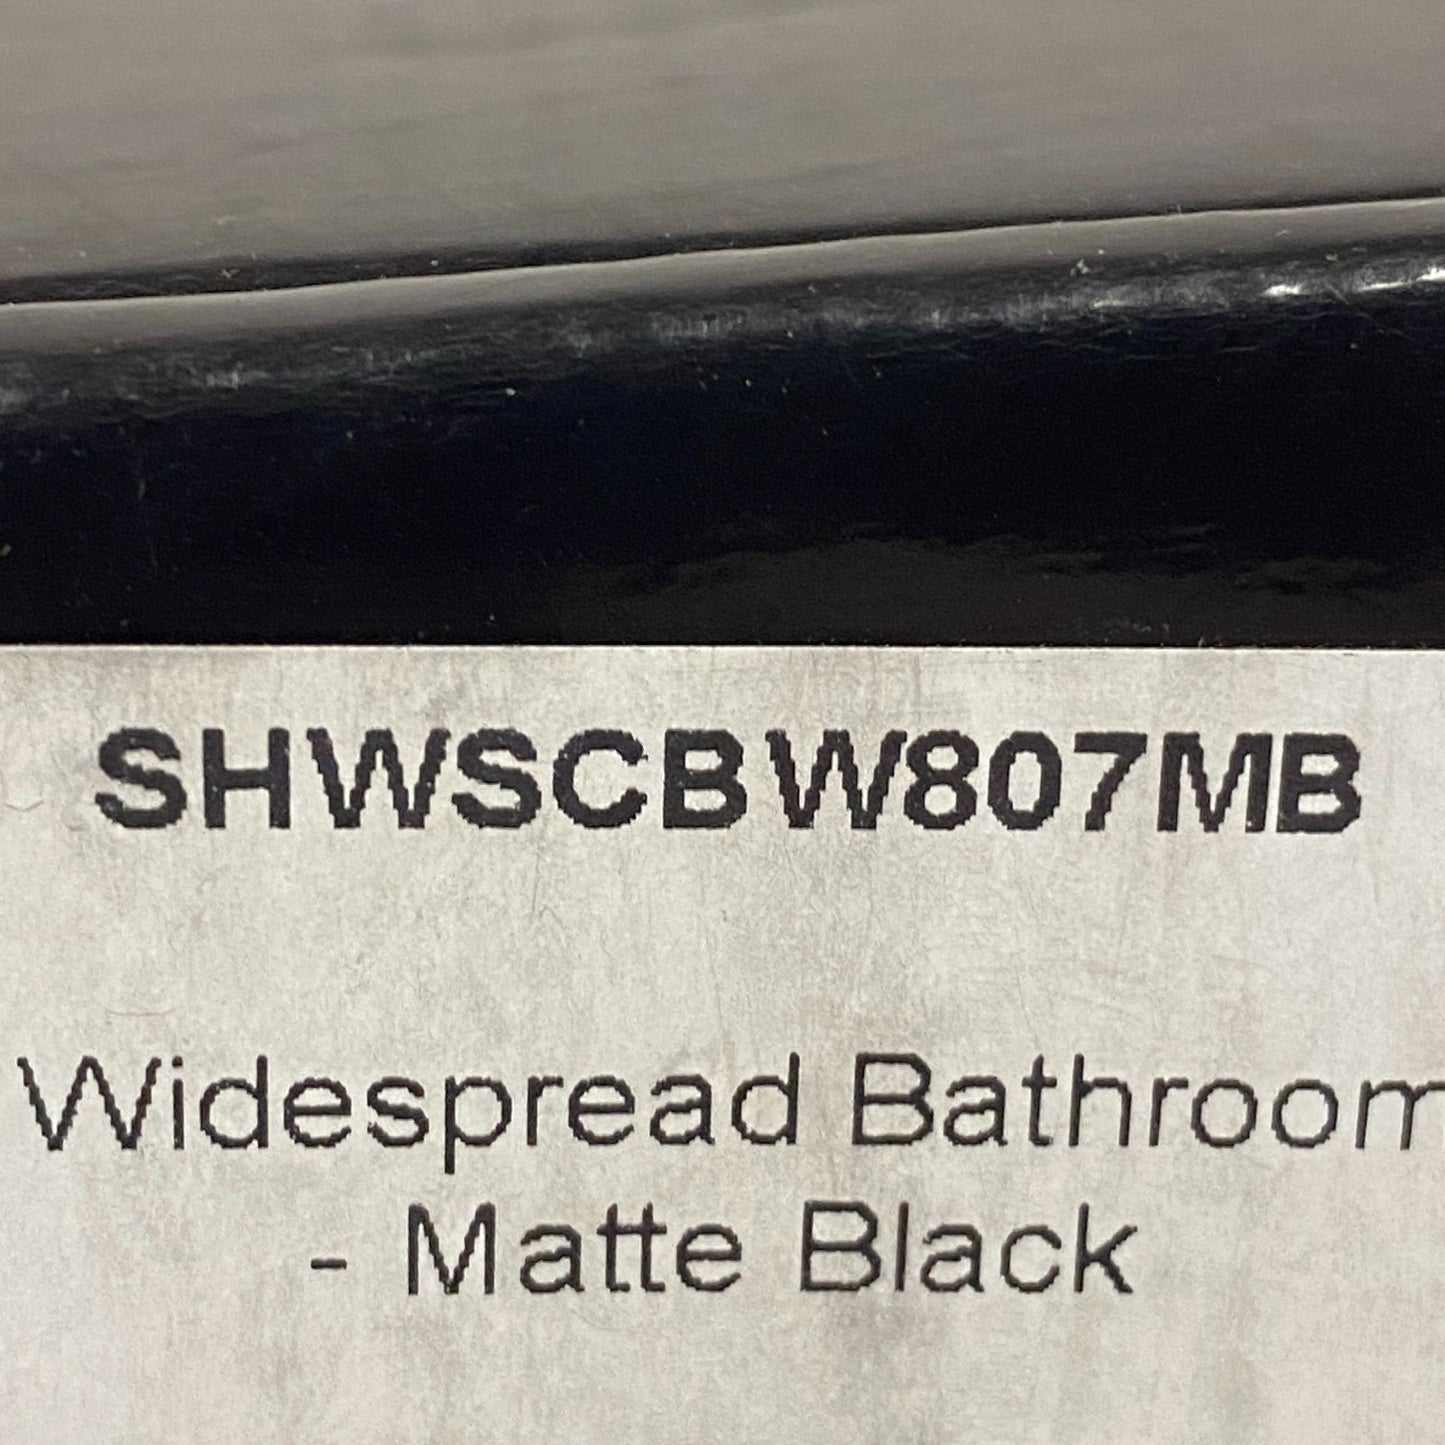 SHWSCBW807MB
Widespread Bathroom
- Matte Black